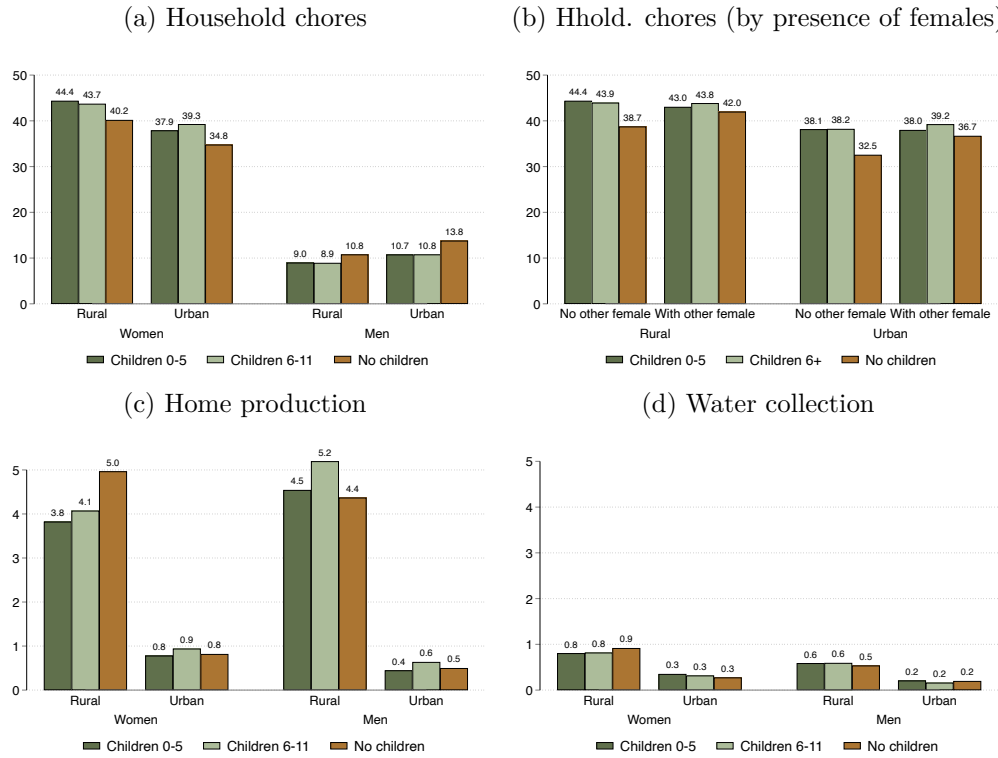 (a) Household chores
50
40
30
20
10
0
44.4 43.7 40.2 37.9 39.3 34.8 9.0 8.9 10.8 10.7 10.8 13.8
Rural Urban Rural Urban
Women Men
Children 0-5 Children 6-11 No children
(b) Hhold. chores (by presence of females)
50
40
30
20
10
0
44.4 43.9 38.7 43.0 43.8 42.0 38.1 38.2 32.5 38.0 39.2 36.7
No other female With other female No other female With other female
Rural Urban
Children 0-5 Children 6+ No children
(c) Home production
5
4
3
2
1
0
3.8 4.1 5.0 0.8 0.9 0.8 4.5 5.2 4.4 0.4 0.6 0.5
Rural Urban Rural Urban
Women Men
Children 0-5 Children 6-11 No children
(d) Water collection
5
4
3
2
1
0
0.8 0.8 0.9 0.3 0.3 0.3 0.6 0.6 0.5 0.2 0.2 0.2
Rural Urban Rural Urban
Women Men
Children 0-5 Children 6-11 No children